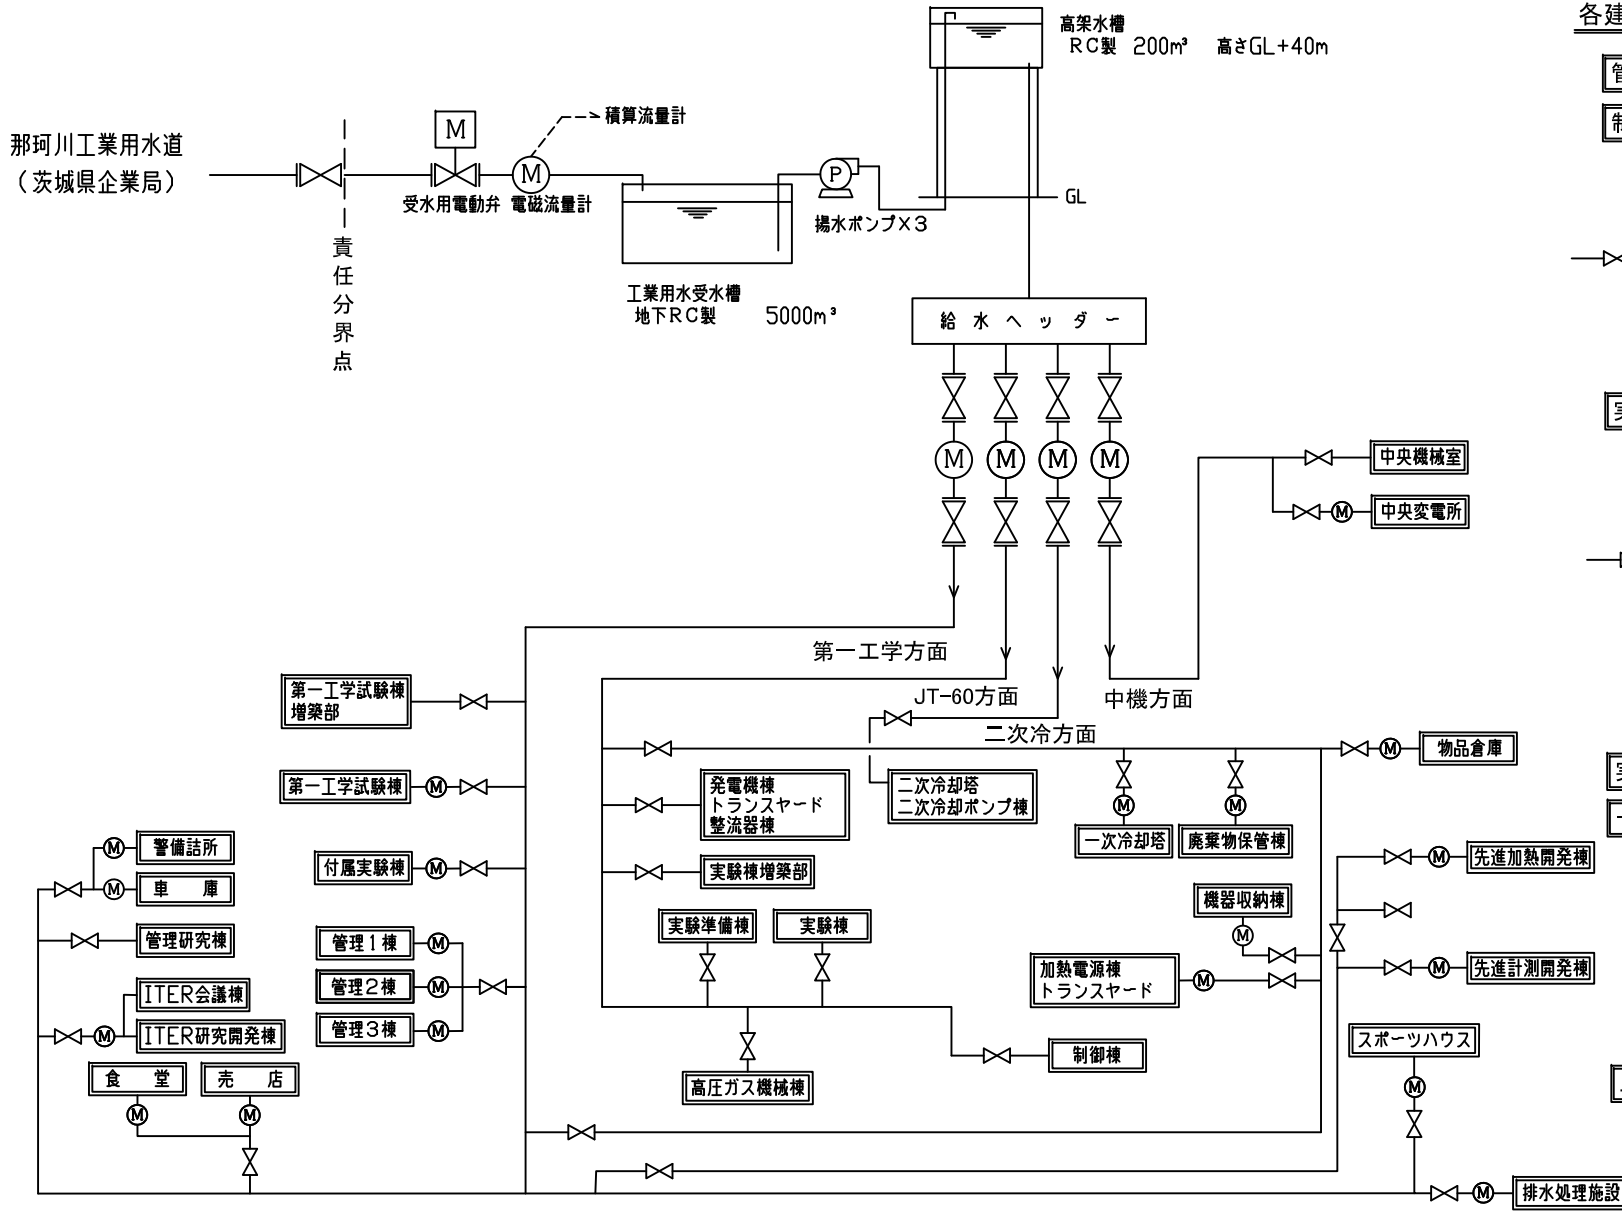 高架水槽
RC製 200m³ 高さGL+40m
各建
積算流量計
M
那珂川工業用水道
(茨城県企業局)
M
P
受水用電動弁 電磁流量計
GL
揚水ポンプ×3
責任分界点
工業用水受水槽
地下RC製 5000m³
給水ヘッダー
M M M M
中央機械室
M 中央変電所
第一工学方面
JT-60方面
中機方面
二次冷方面
第一工学試験棟
増築部
M 物品倉庫
第一工学試験棟 M
発電機棟
トランスヤード
整流器棟
二次冷却塔
二次冷却ポンプ棟
M M
一次冷却塔 廃棄物保管棟
M 警備詰所
M 車庫
付属実験棟 M
実験棟増築部
M 先進加熱開発棟
機器収納棟
M
実験準備棟 実験棟
管理研究棟
管理1棟 M
管理2棟 M
管理3棟 M
加熱電源棟
トランスヤード
M
M 先進計測開発棟
ITER会議棟
M ITER研究開発棟
制御棟
スポーツハウス
M
食堂 売店
M M
高圧ガス機械棟
M 排水処理施設